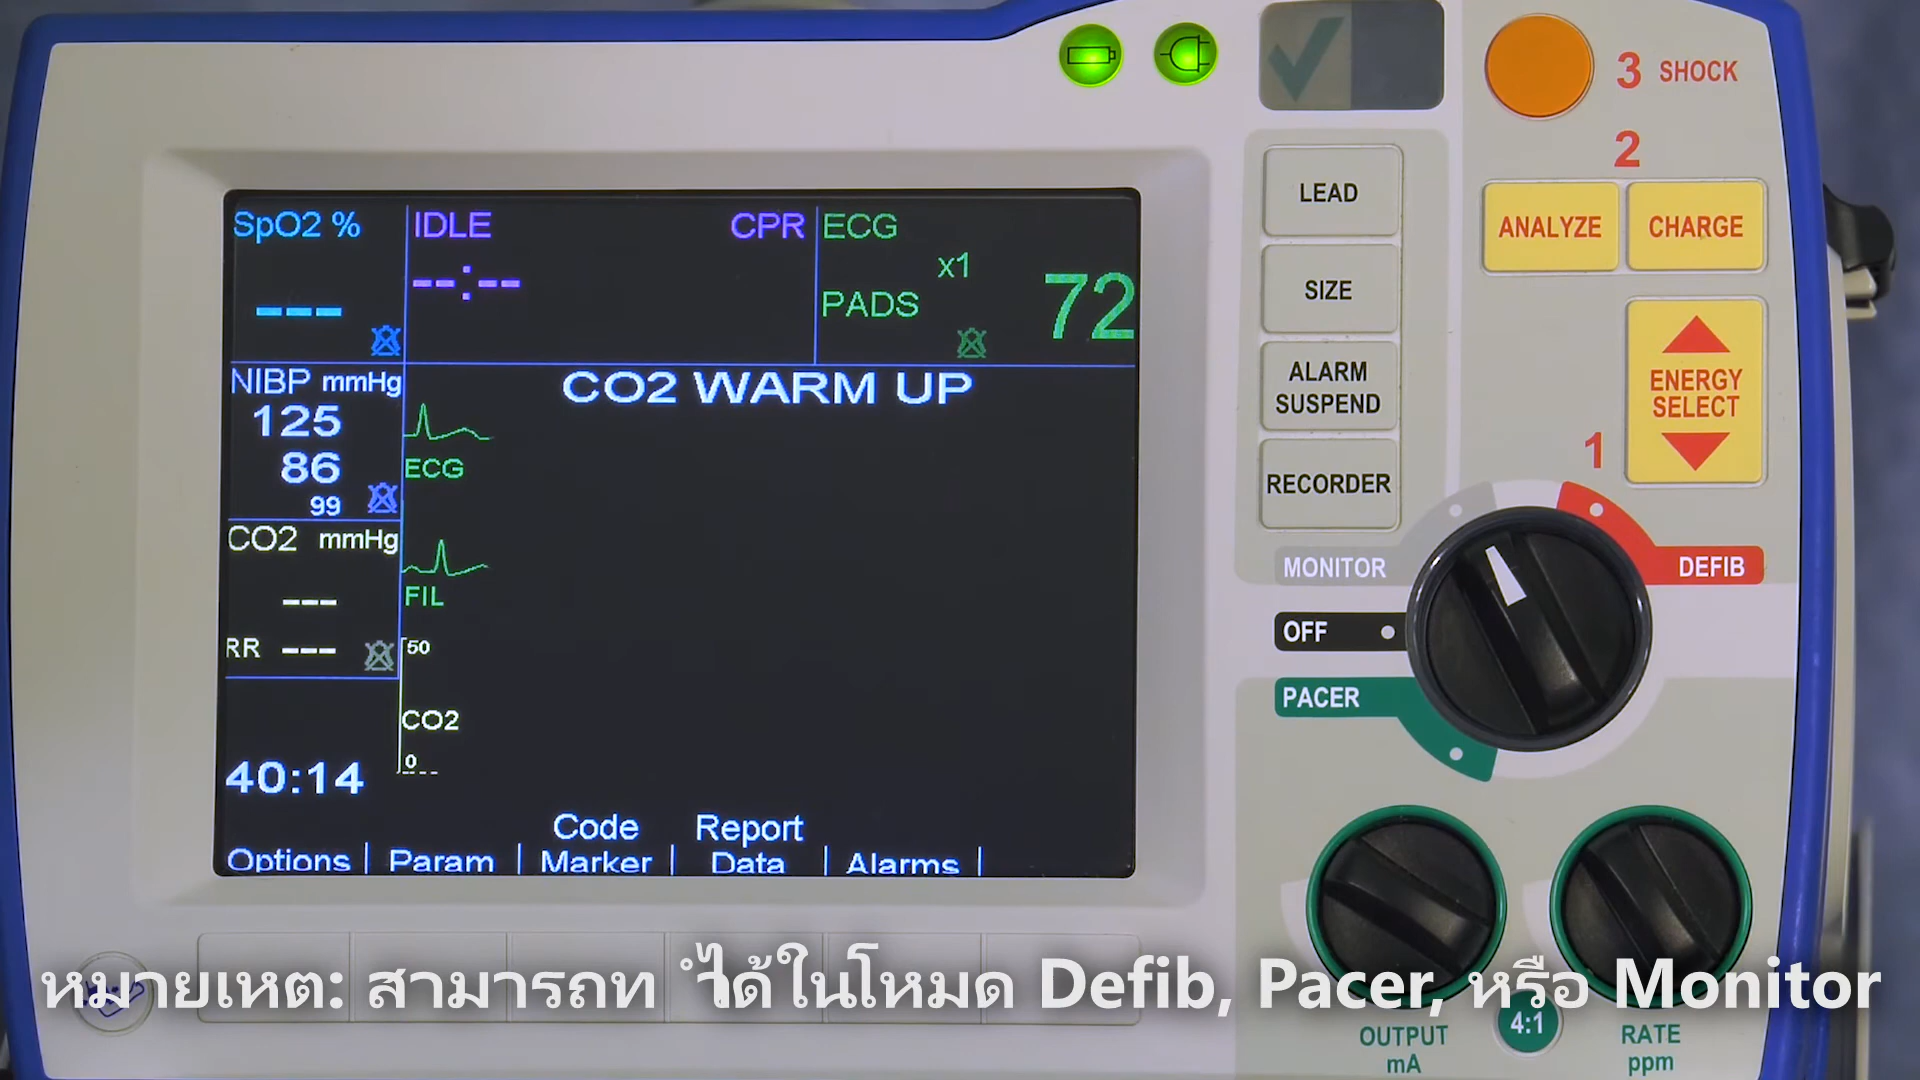 3 SHOCK
2
LEAD
ANALYZE
CHARGE
SpO2 %
IDLE
CPR
ECG
x1
--:--
---
PADS
72
SIZE
NIBP mmHg
125
86
99
CO2 WARM UP
ALARM
SUSPEND
ENERGY
SELECT
1
ECG
RECORDER
CO2 mmHg
---
MONITOR
DEFIB
FIL
RR ---
50
OFF
PACER
CO2
0
40:14
Options
Param
Code
Marker
Report
Data
Alarms
หมายเหตุ: สามารถทำได้ในโหมด Defib, Pacer, หรือ Monitor
OUTPUT
mA
4:1
RATE
ppm